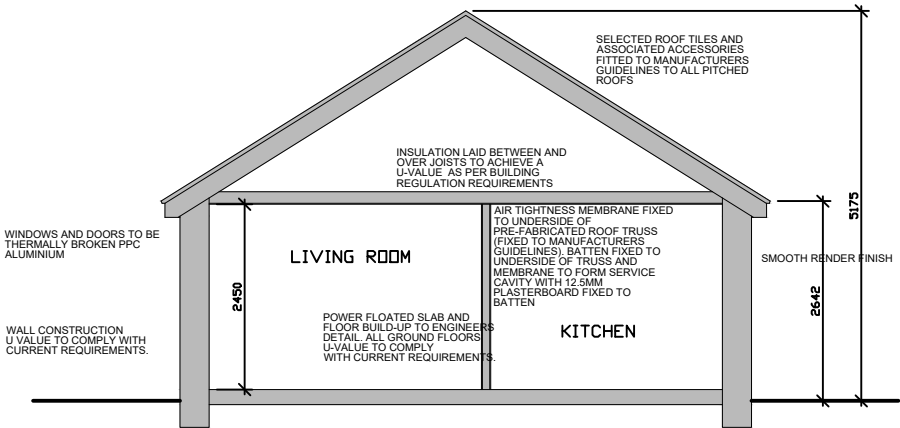 SELECTED ROOF TILES AND
ASSOCIATED ACCESSORIES
FITTED TO MANUFACTURERS
GUIDELINES TO ALL PITCHED
ROOFS
INSULATION LAID BETWEEN AND
OVER JOISTS TO ACHIEVE A
U-VALUE AS PER BUILDING
REGULATION REQUIREMENTS
5175
WINDOWS AND DOORS TO BE
THERMALLY BROKEN PPC
ALUMINIUM
LIVING ROOM
AIR TIGHTNESS MEMBRANE FIXED
TO UNDERSIDE OF
PRE-FABRICATED ROOF TRUSS
(FIXED TO MANUFACTURERS
GUIDELINES). BATTEN FIXED TO
UNDERSIDE OF TRUSS AND
MEMBRANE TO FORM SERVICE
CAVITY WITH 12.5MM
PLASTERBOARD FIXED TO
BATTEN
SMOOTH RENDER FINISH
2450
2642
WALL CONSTRUCTION
U VALUE TO COMPLY WITH
CURRENT REQUIREMENTS.
POWER FLOATED SLAB AND
FLOOR BUILD-UP TO ENGINEERS
DETAIL. ALL GROUND FLOORS
U-VALUE TO COMPLY
WITH CURRENT REQUIREMENTS.
KITCHEN